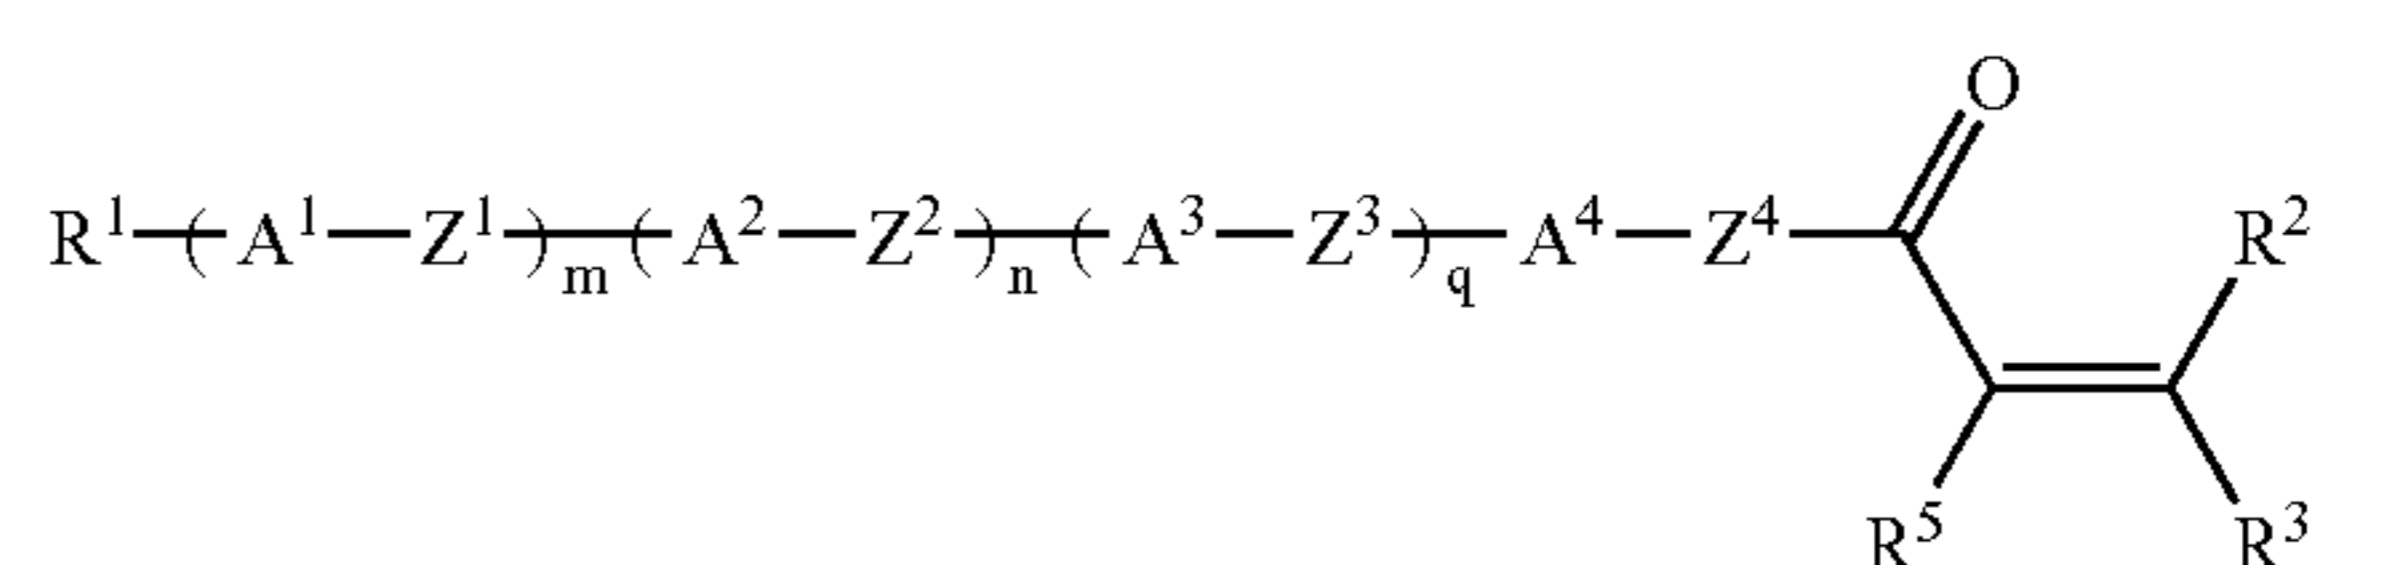 O
R¹—(A¹—Z¹)ₘ—(A²—Z²)ₙ—(A³—Z³)q—A⁴—Z⁴ R²
R⁵ R³